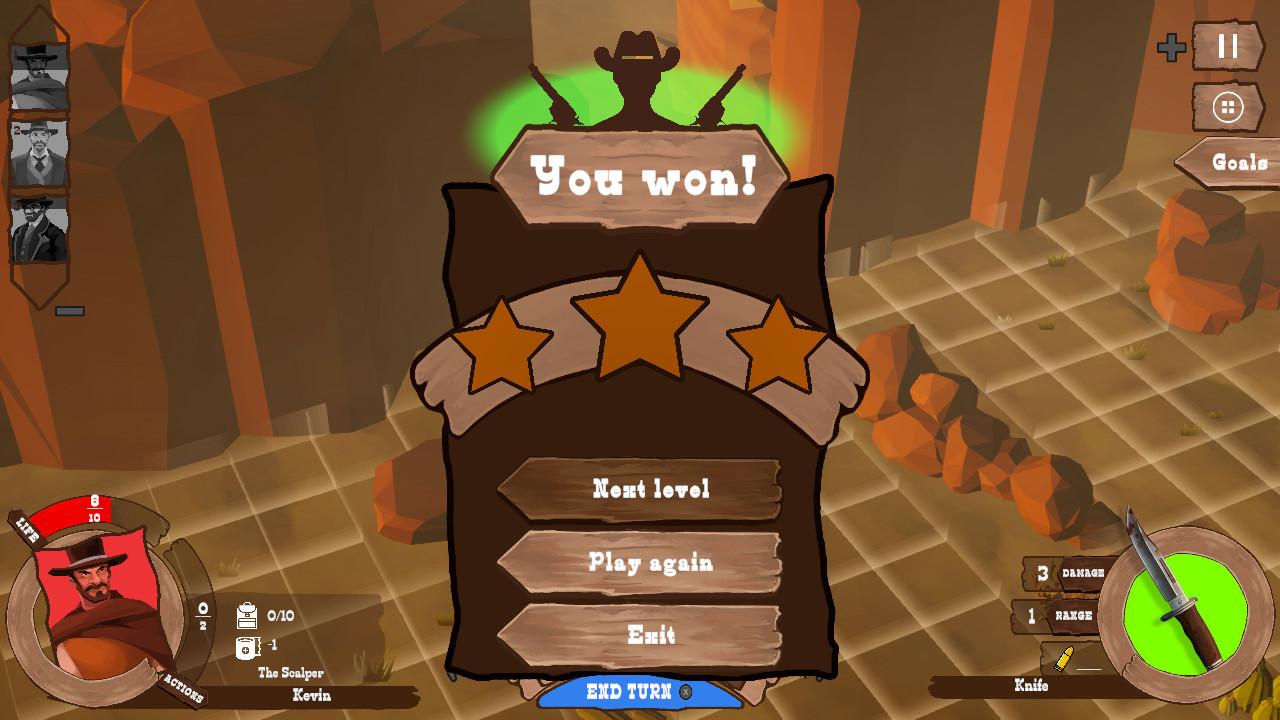 You won!
Goals
Next level
Play again
Exit
END TURN
LIFE
10
0
2
0/10
-1
The Scalper
Kevin
ACTIONS
3 DAMAGE
1 RANGE
Knife